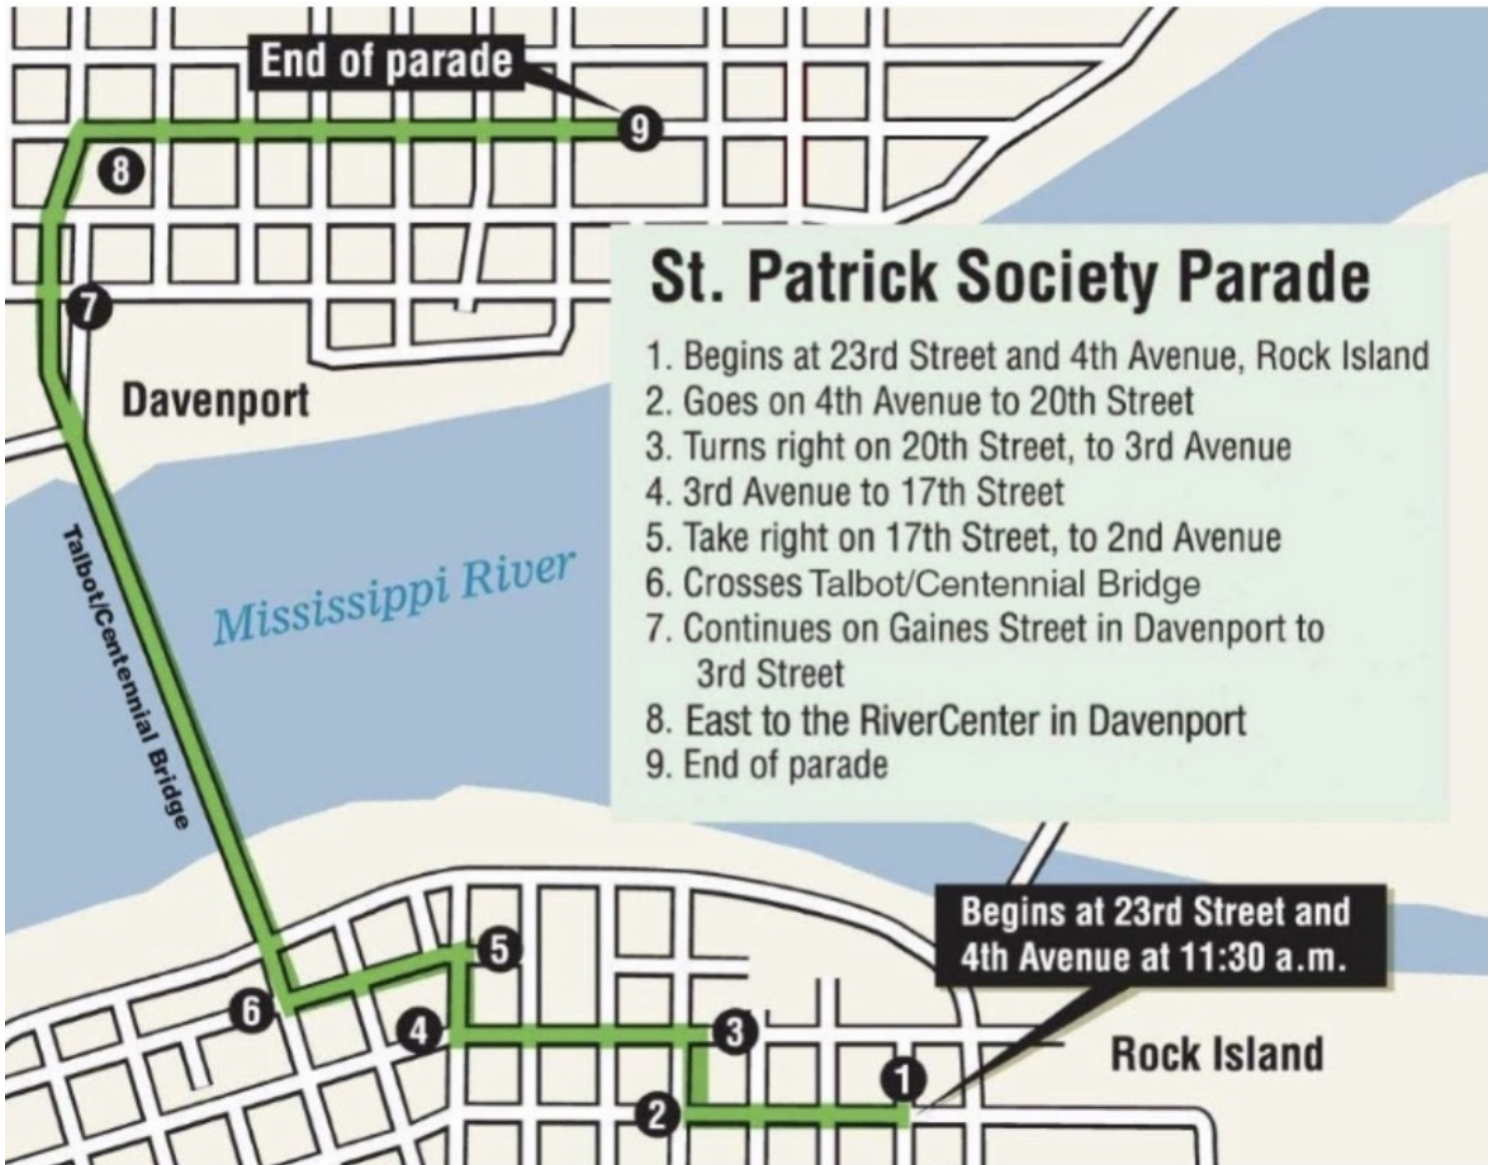 End of parade
9
8
7
St. Patrick Society Parade
1. Begins at 23rd Street and 4th Avenue, Rock Island
2. Goes on 4th Avenue to 20th Street
3. Turns right on 20th Street, to 3rd Avenue
4. 3rd Avenue to 17th Street
5. Take right on 17th Street, to 2nd Avenue
6. Crosses Talbot/Centennial Bridge
7. Continues on Gaines Street in Davenport to
3rd Street
8. East to the RiverCenter in Davenport
9. End of parade
Davenport
Mississippi River
Talbot/Centennial Bridge
Begins at 23rd Street and
4th Avenue at 11:30 a.m.
5
6
4
3
Rock Island
1
2